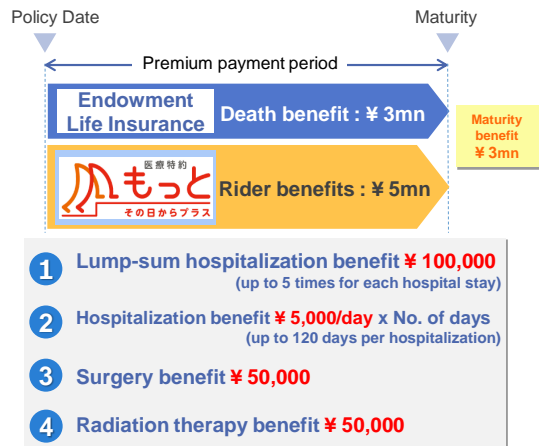 Policy Date
Maturity
Premium payment period
Endowment
Life Insurance
Death benefit : ¥ 3mn
Maturity
benefit
¥ 3mn
医療特約
もっと
その日からプラス
Rider benefits : ¥ 5mn
1 Lump-sum hospitalization benefit ¥ 100,000
(up to 5 times for each hospital stay)
2 Hospitalization benefit ¥ 5,000/day x No. of days
(up to 120 days per hospitalization)
3 Surgery benefit ¥ 50,000
4 Radiation therapy benefit ¥ 50,000